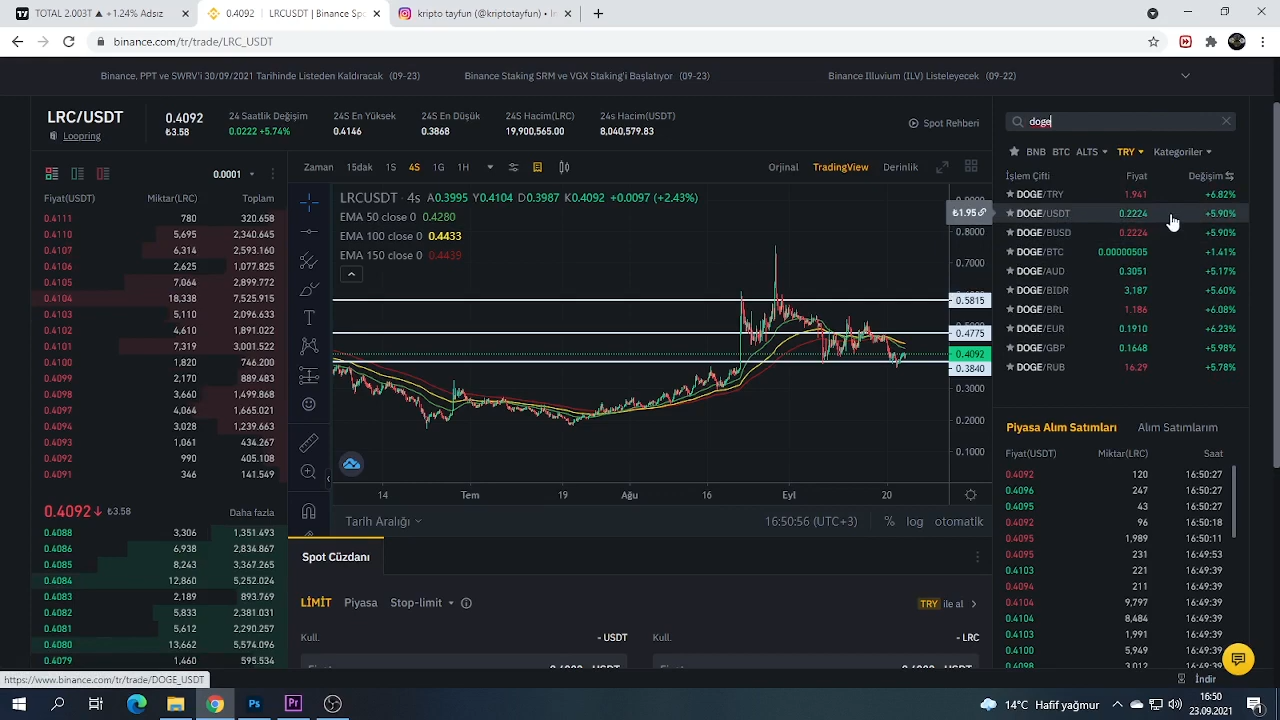 TOTAL 2.003T ▲ +1.24% Adsiz
0.4092 | LRCUSDT | Binance Spo
kripto tayfun (@kriptotayfun) • In
binance.com/tr/trade/LRC_USDT
Binance. PPT ve SWRV'i 30/09/2021 Tarihinde Listeden Kaldıracak (09-23)
Binance Staking SRM ve VGX Staking'i Başlatıyor (09-23)
Binance Illuvium (ILV) Listeleyecek (09-22)
LRC/USDT
Loopring
0.4092
₺3.58
24 Saatlik Değişim
0.0222 +5.74%
24S En Yüksek
0.4146
24S En Düşük
0.3868
24S Hacim(LRC)
19,900,565.00
24S Hacim(USDT)
8,040,579.83
Spot Rehberi
0.0001
Fiyat(USDT) Miktar(LRC) Toplam
0.4111 780 320.658
0.4110 5,695 2,340.645
0.4107 6,314 2,593.160
0.4106 2,625 1,077.825
0.4105 7,064 2,899.772
0.4104 18,338 7,525.915
0.4103 5,110 2,096.633
0.4102 4,610 1,891.022
0.4101 7,319 3,001.522
0.4100 1,820 746.200
0.4099 2,170 889.483
0.4098 3,660 1,499.868
0.4097 4,064 1,665.021
0.4094 3,028 1,239.663
0.4093 1,061 434.267
0.4092 990 405.108
0.4091 346 141.549
0.4092↓ ₺3.58 Daha fazla
0.4088 3,306 1,351.493
0.4086 6,938 2,834.867
0.4085 8,243 3,367.265
0.4084 12,860 5,252.024
0.4083 2,189 893.769
0.4082 5,833 2,381.031
0.4081 5,612 2,290.257
0.4080 13,662 5,574.096
0.4079 1,460 595.534
Zaman 15dak 1S 4S 1G 1H
Orjinal TradingView Derinlik
LRCUSDT · 4s A0.3995 Y0.4104 D0.3987 K0.4092 +0.0097 (+2.43%)
EMA 50 close 0 0.4280
EMA 100 close 0 0.4433
EMA 150 close 0 0.4439
₺1.95
0.8000
0.7000
0.5815
0.4775
0.4092
0.3840
0.3000
0.2000
0.1000
14 Tem 19 Ağu 16 Eyl 20
Tarih Aralığı 16:50:56 (UTC+3) % log otomatik
Spot Cüzdanı
LİMİT Piyasa Stop-limit
TRY ile al
Kull. - USDT Kull. - LRC
doge
BNB BTC ALTS TRY Kategoriler
İşlem Çifti Fiyat Değişim
DOGE/TRY 1.941 +6.82%
DOGE/USDT 0.2224 +5.90%
DOGE/BUSD 0.2224 +5.90%
DOGE/BTC 0.00000505 +1.41%
DOGE/AUD 0.3051 +5.17%
DOGE/BIDR 3,187 +5.60%
DOGE/BRL 1.186 +6.08%
DOGE/EUR 0.1910 +6.23%
DOGE/GBP 0.1648 +5.98%
DOGE/RUB 16.29 +5.78%
Piyasa Alım Satımları Alım Satımlarım
Fiyat(USDT) Miktar(LRC) Saat
0.4092 120 16:50:27
0.4096 247 16:50:27
0.4095 43 16:50:27
0.4092 96 16:50:18
0.4095 1,989 16:50:11
0.4095 231 16:49:53
0.4103 221 16:49:39
0.4094 211 16:49:39
0.4104 9,797 16:49:39
0.4104 8,484 16:49:39
0.4103 1,991 16:49:39
0.4100 5,949 16:49:39
0.4098 3,012 16:49:39
https://www.binance.com/tr/trade/DOGE_USDT
İndir
14°C Hafif yağmur
16:50
23.09.2021